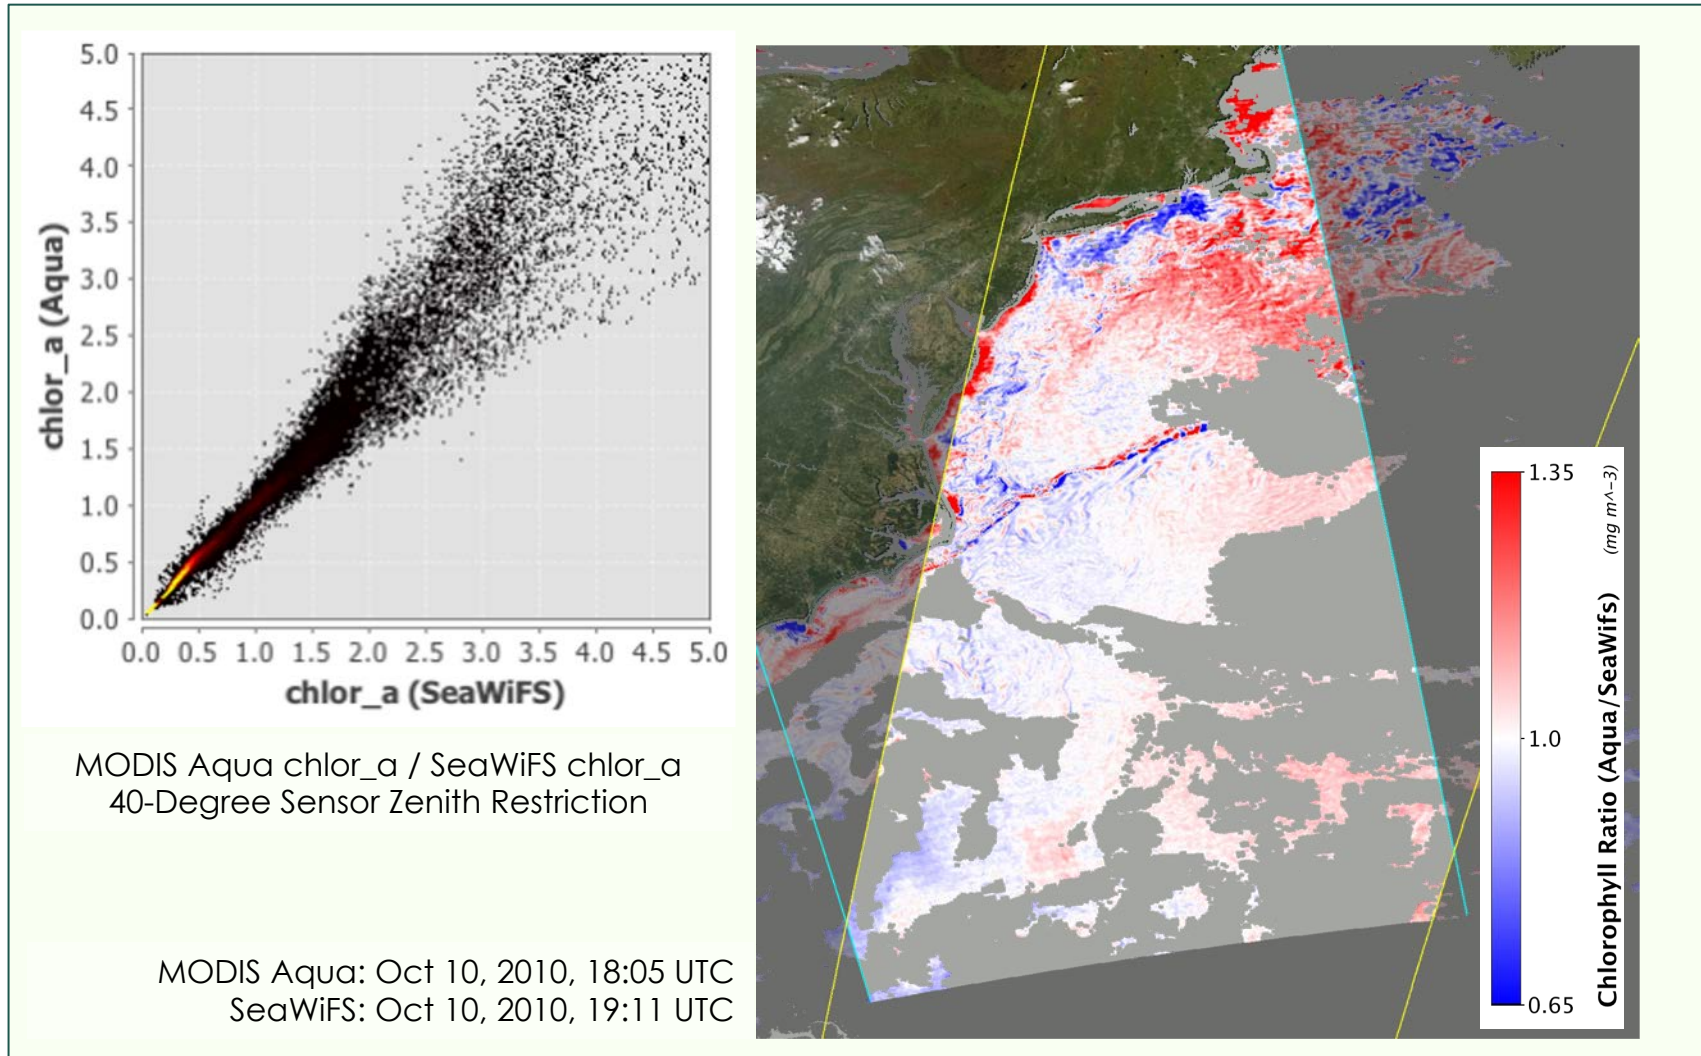 5.0
4.5
4.0
3.5
3.0
2.5
2.0
1.5
1.0
0.5
0.0
chlor_a (Aqua)
0.0 0.5 1.0 1.5 2.0 2.5 3.0 3.5 4.0 4.5 5.0
chlor_a (SeaWiFS)
MODIS Aqua chlor_a / SeaWiFS chlor_a
40-Degree Sensor Zenith Restriction
MODIS Aqua: Oct 10, 2010, 18:05 UTC
SeaWiFS: Oct 10, 2010, 19:11 UTC
1.35
1.0
0.65
Chlorophyll Ratio (Aqua/SeaWifs) (mg m^-3)